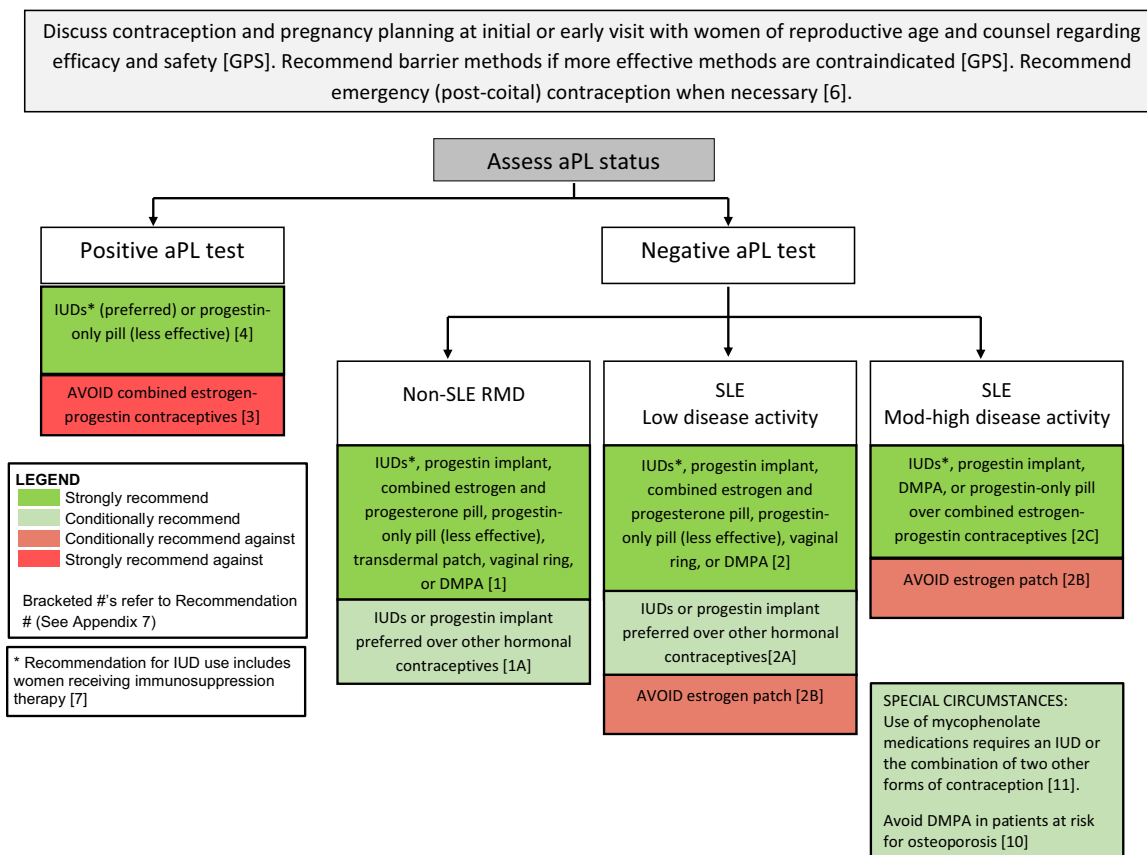 Discuss contraception and pregnancy planning at initial or early visit with women of reproductive age and counsel regarding
efficacy and safety [GPS]. Recommend barrier methods if more effective methods are contraindicated [GPS]. Recommend
emergency (post-coital) contraception when necessary [6].
Assess aPL status
Positive aPL test
IUDs* (preferred) or progestin-
only pill (less effective) [4]
AVOID combined estrogen-
progestin contraceptives [3]
Negative aPL test
Non-SLE RMD
IUDs*, progestin implant,
combined estrogen and
progesterone pill, progestin-
only pill (less effective),
transdermal patch, vaginal ring,
or DMPA [1]
IUDs or progestin implant
preferred over other hormonal
contraceptives [1A]
SLE
Low disease activity
IUDs*, progestin implant,
combined estrogen and
progesterone pill, progestin-
only pill (less effective), vaginal
ring, or DMPA [2]
IUDs or progestin implant
preferred over other hormonal
contraceptives[2A]
AVOID estrogen patch [2B]
SLE
Mod-high disease activity
IUDs*, progestin implant,
DMPA, or progestin-only pill
over combined estrogen-
progestin contraceptives [2C]
AVOID estrogen patch [2B]
LEGEND
Strongly recommend
Conditionally recommend
Conditionally recommend against
Strongly recommend against
Bracketed #'s refer to Recommendation
# (See Appendix 7)
* Recommendation for IUD use includes
women receiving immunosuppression
therapy [7]
SPECIAL CIRCUMSTANCES:
Use of mycophenolate
medications requires an IUD or
the combination of two other
forms of contraception [11].
Avoid DMPA in patients at risk
for osteoporosis [10]